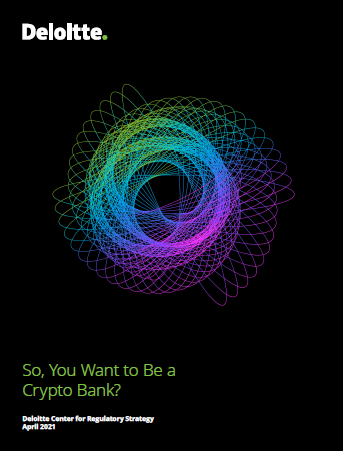 Deloitte.
So, You Want to Be a
Crypto Bank?
Deloitte Center for Regulatory Strategy
April 2021